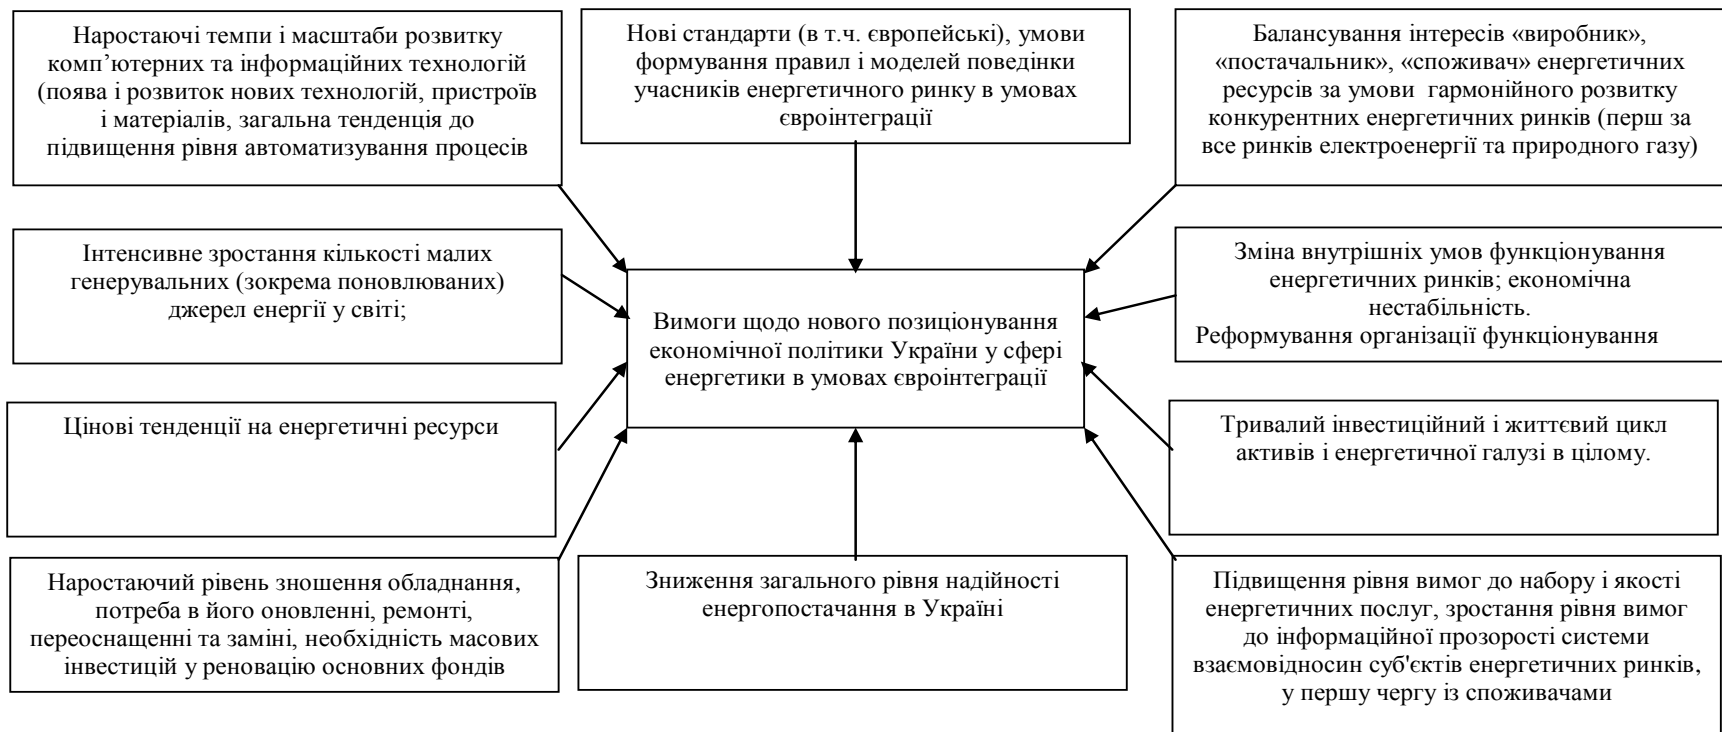 Наростаючі темпи і масштаби розвитку
комп’ютерних та інформаційних технологій
(поява і розвиток нових технологій, пристроїв
і матеріалів, загальна тенденція до
підвищення рівня автоматизування процесів
Нові стандарти (в т.ч. європейські), умови
формування правил і моделей поведінки
учасників енергетичного ринку в умовах
євроінтеграції
Балансування інтересів «виробник»,
«постачальник», «споживач» енергетичних
ресурсів за умови гармонійного розвитку
конкурентних енергетичних ринків (перш за
все ринків електроенергії та природного газу)
Інтенсивне зростання кількості малих
генерувальних (зокрема поновлюваних)
джерел енергії у світі;
Вимоги щодо нового позиціонування
економічної політики України у сфері
енергетики в умовах євроінтеграції
Зміна внутрішніх умов функціонування
енергетичних ринків; економічна
нестабільність.
Реформування організації функціонування
Цінові тенденції на енергетичні ресурси
Тривалий інвестиційний і життєвий цикл
активів і енергетичної галузі в цілому.
Наростаючий рівень зношення обладнання,
потреба в його оновленні, ремонті,
переоснащенні та заміні, необхідність масових
інвестицій у реновацію основних фондів
Зниження загального рівня надійності
енергопостачання в Україні
Підвищення рівня вимог до набору і якості
енергетичних послуг, зростання рівня вимог
до інформаційної прозорості системи
взаємовідносин суб'єктів енергетичних ринків,
у першу чергу із споживачами